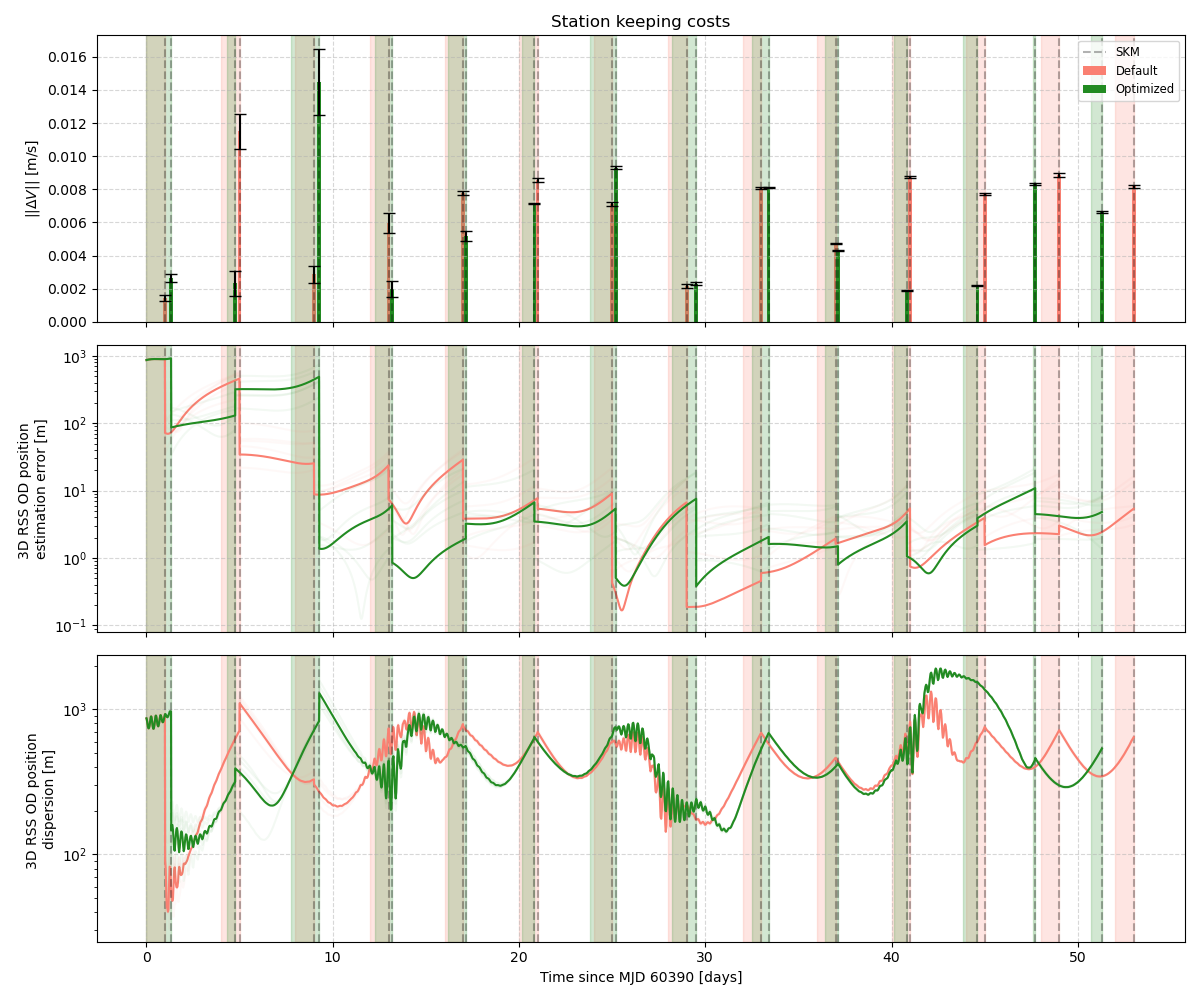 Station keeping costs
||ΔV|| [m/s]
0.016
0.014
0.012
0.010
0.008
0.006
0.004
0.002
0.000
SKM
Default
Optimized
3D RSS OD position
estimation error [m]
10³
10²
10¹
10⁰
10⁻¹
3D RSS OD position
dispersion [m]
10³
10²
0 10 20 30 40 50
Time since MJD 60390 [days]